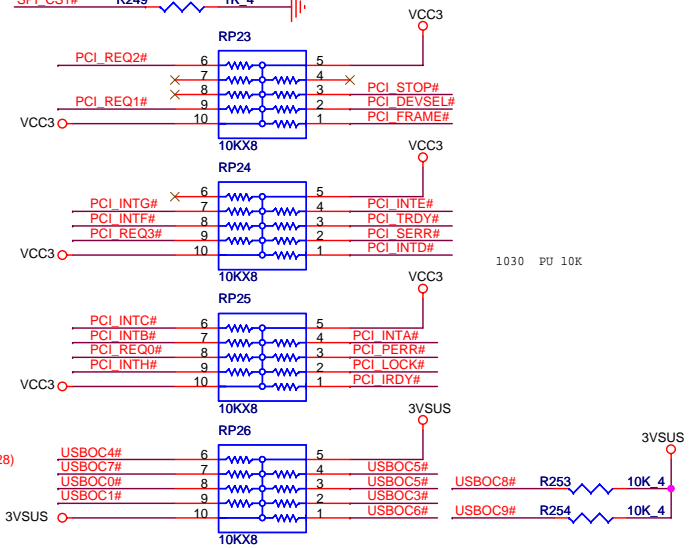 SPI_CS1# R249 1K_4
VCC3
RP23
PCI_REQ2# 6 5
7 4
8 3 PCI_STOP#
PCI_REQ1# 9 2 PCI_DEVSEL#
VCC3 10 1 PCI_FRAME#
10KX8
VCC3
RP24
6 5
PCI_INTG# 7 4 PCI_INTE#
PCI_INTF# 8 3 PCI_TRDY#
PCI_REQ3# 9 2 PCI_SERR#
VCC3 10 1 PCI_INTD#
1030 PU 10K
10KX8
VCC3
RP25
PCI_INTC# 6 5
PCI_INTB# 7 4 PCI_INTA#
PCI_REQ0# 8 3 PCI_PERR#
PCI_INTH# 9 2 PCI_LOCK#
VCC3 10 1 PCI_IRDY#
10KX8
3VSUS
RP26
3VSUS
28)
USBOC4# 6 5
USBOC7# 7 4 USBOC5#
USBOC0# 8 3 USBOC5# USBOC8# R253 10K_4
USBOC1# 9 2 USBOC3#
3VSUS 10 1 USBOC6# USBOC9# R254 10K_4
10KX8